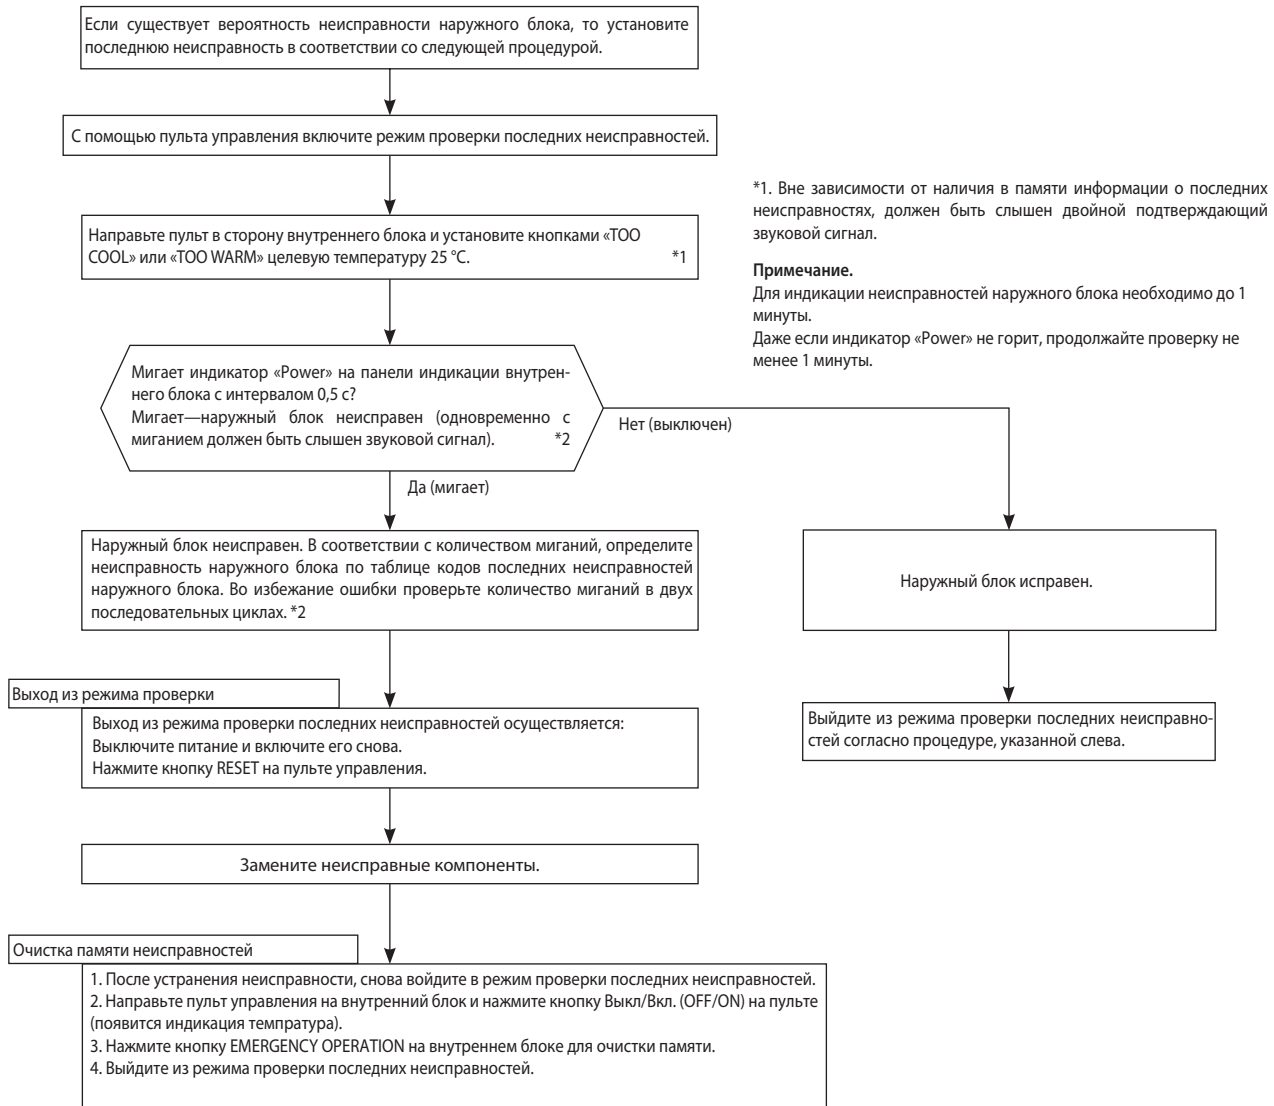 Если существует вероятность неисправности наружного блока, то установите
последнюю неисправность в соответствии со следующей процедурой.
С помощью пульта управления включите режим проверки последних неисправностей.
Направьте пульт в сторону внутреннего блока и установите кнопками «TOO
COOL» или «TOO WARM» целевую температуру 25 °C. *1
*1. Вне зависимости от наличия в памяти информации о последних
неисправностях, должен быть слышен двойной подтверждающий
звуковой сигнал.
Примечание.
Для индикации неисправностей наружного блока необходимо до 1
минуты.
Даже если индикатор «Power» не горит, продолжайте проверку не
менее 1 минуты.
Мигает индикатор «Power» на панели индикации внутрен-
него блока с интервалом 0,5 с?
Мигает—наружный блок неисправен (одновременно с
миганием должен быть слышен звуковой сигнал). *2
Нет (выключен)
Да (мигает)
Наружный блок неисправен. В соответствии с количеством миганий, определите
неисправность наружного блока по таблице кодов последних неисправностей
наружного блока. Во избежание ошибки проверьте количество миганий в двух
последовательных циклах. *2
Наружный блок исправен.
Выход из режима проверки
Выход из режима проверки последних неисправностей осуществляется:
Выключите питание и включите его снова.
Нажмите кнопку RESET на пульте управления.
Выйдите из режима проверки последних неисправно-
стей согласно процедуре, указанной слева.
Замените неисправные компоненты.
Очистка памяти неисправностей
1. После устранения неисправности, снова войдите в режим проверки последних неисправностей.
2. Направьте пульт управления на внутренний блок и нажмите кнопку Выкл/Вкл. (OFF/ON) на пульте
(появится индикация темпратура).
3. Нажмите кнопку EMERGENCY OPERATION на внутреннем блоке для очистки памяти.
4. Выйдите из режима проверки последних неисправностей.